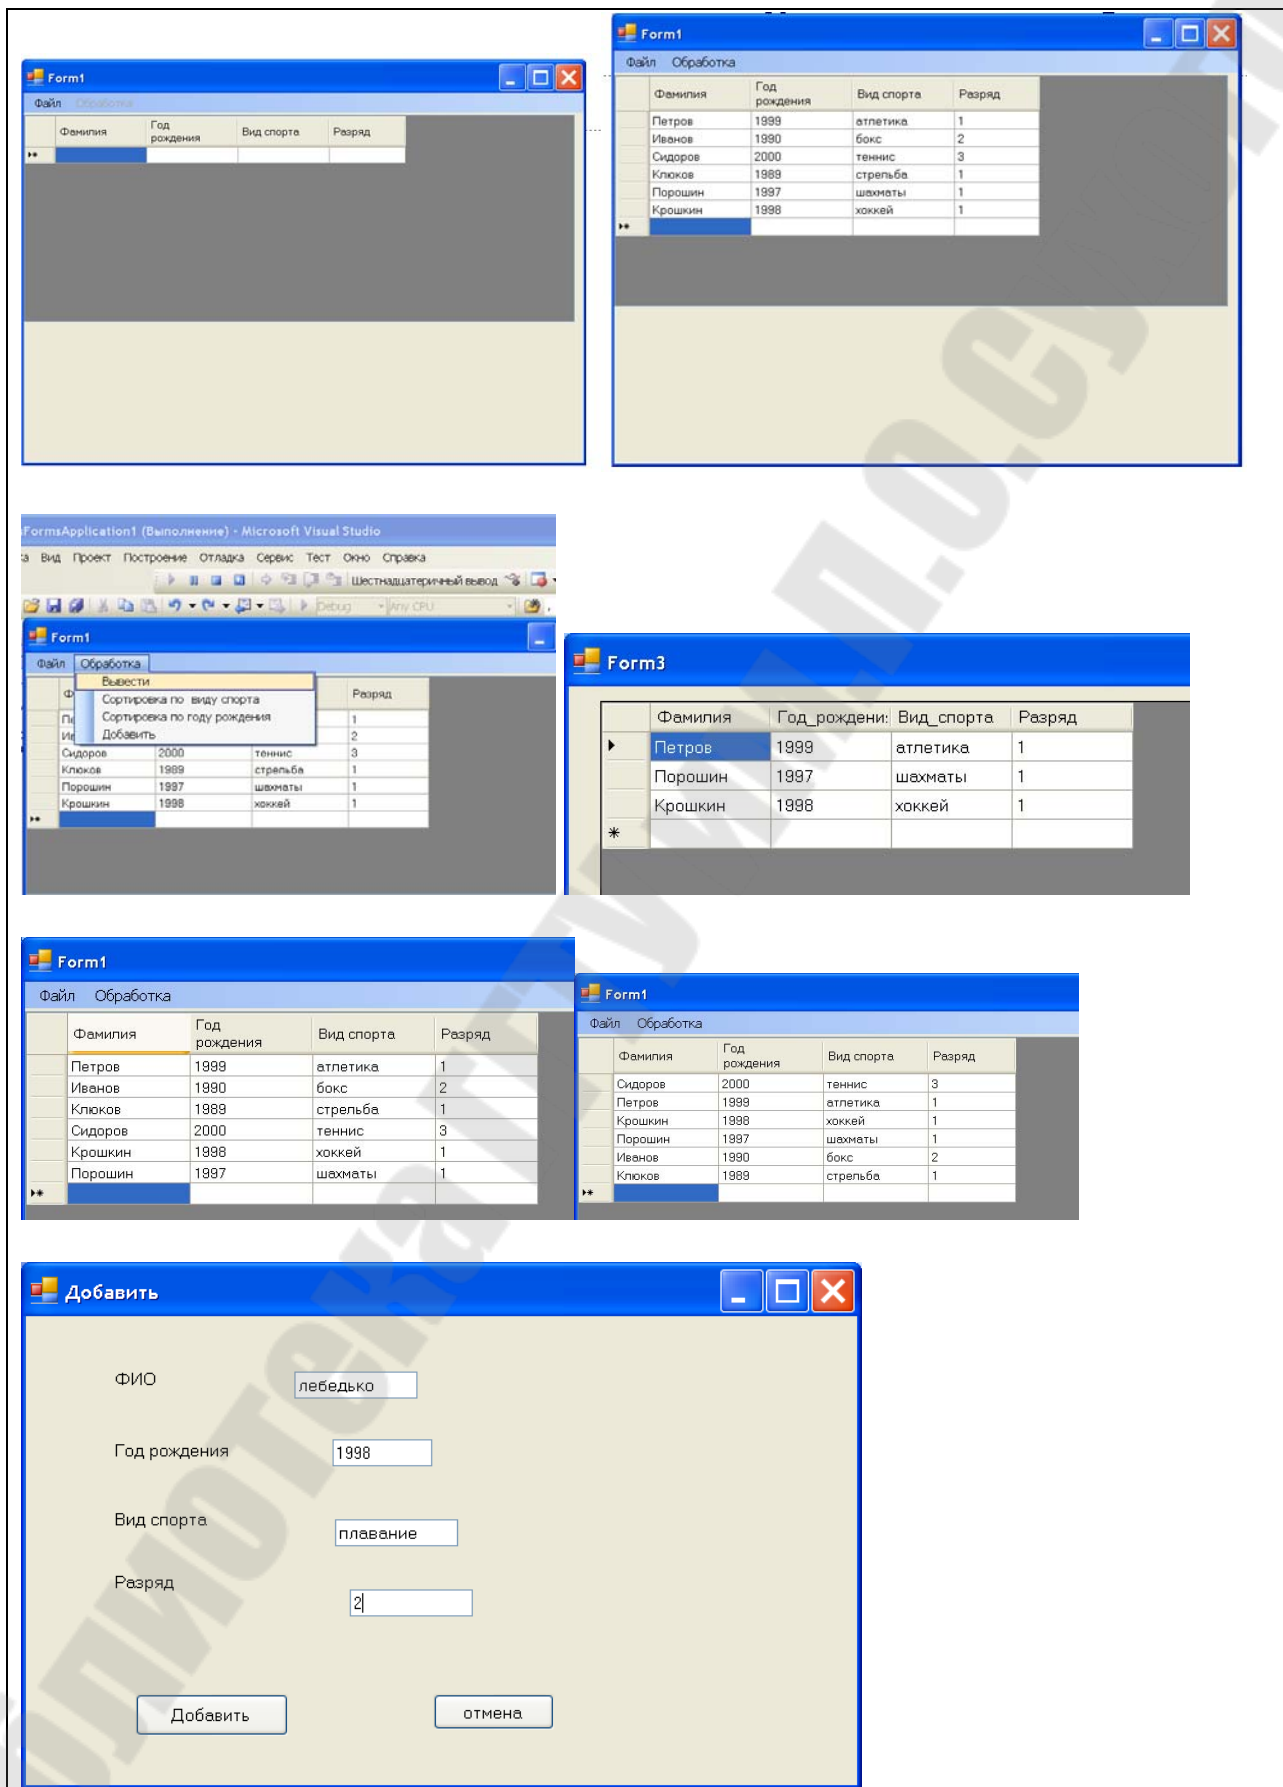 Form1
Файл Обработка
Фамилия Год рождения Вид спорта Разряд
Form1
Файл Обработка
Фамилия Год рождения Вид спорта Разряд
Петров 1999 атлетика 1
Иванов 1990 бокс 2
Сидоров 2000 теннис 3
Клюков 1989 стрельба 1
Порошин 1997 шахматы 1
Крошкин 1998 хоккей 1
FormsApplication1 (Выполнение) - Microsoft Visual Studio
Вид Проект Построение Отладка Сервис Тест Окно Справка
Шестнадцатеричный вывод
Debug Any CPU
Form1
Файл Обработка
Вывести
Сортировка по виду спорта
Сортировка по году рождения
Добавить
Разряд
1
2
Сидоров 2000 теннис 3
Клюков 1989 стрельба 1
Порошин 1997 шахматы 1
Крошкин 1998 хоккей 1
Form3
Фамилия Год_рождени Вид_спорта Разряд
Петров 1999 атлетика 1
Порошин 1997 шахматы 1
Крошкин 1998 хоккей 1
Form1
Файл Обработка
Фамилия Год рождения Вид спорта Разряд
Петров 1999 атлетика 1
Иванов 1990 бокс 2
Клюков 1989 стрельба 1
Сидоров 2000 теннис 3
Крошкин 1998 хоккей 1
Порошин 1997 шахматы 1
Form1
Файл Обработка
Фамилия Год рождения Вид спорта Разряд
Сидоров 2000 теннис 3
Петров 1999 атлетика 1
Крошкин 1998 хоккей 1
Порошин 1997 шахматы 1
Иванов 1990 бокс 2
Клюков 1989 стрельба 1
Добавить
ФИО лебедько
Год рождения 1998
Вид спорта плавание
Разряд 2
Добавить отмена